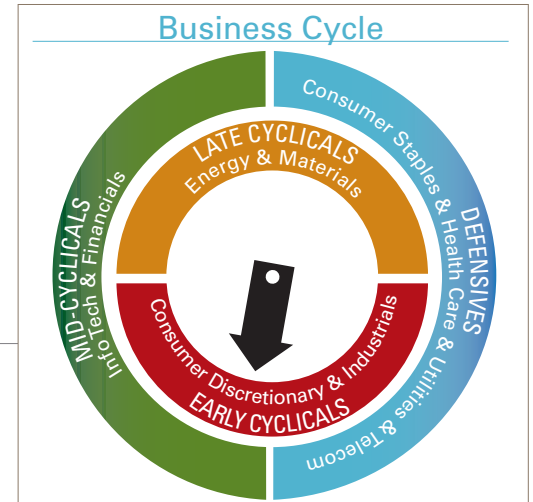 Business Cycle
MID-CYCLICALS
Info Tech & Financials
LATE CYCLICALS
Energy & Materials
Consumer Staples & Health Care & Utilities & Telecom
DEFENSIVES
Consumer Discretionary & Industrials
EARLY CYCLICALS